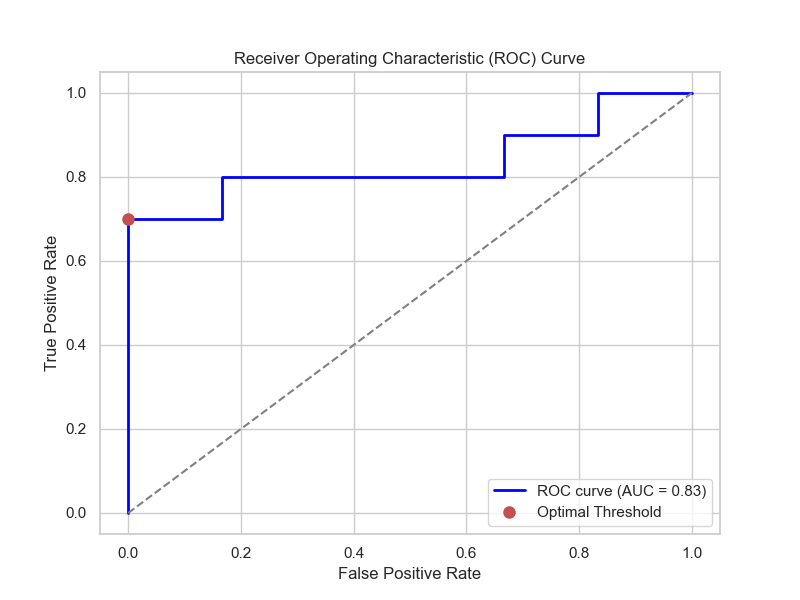 Receiver Operating Characteristic (ROC) Curve
True Positive Rate
1.0
0.8
0.6
0.4
0.2
0.0
ROC curve (AUC = 0.83)
Optimal Threshold
0.0 0.2 0.4 0.6 0.8 1.0
False Positive Rate